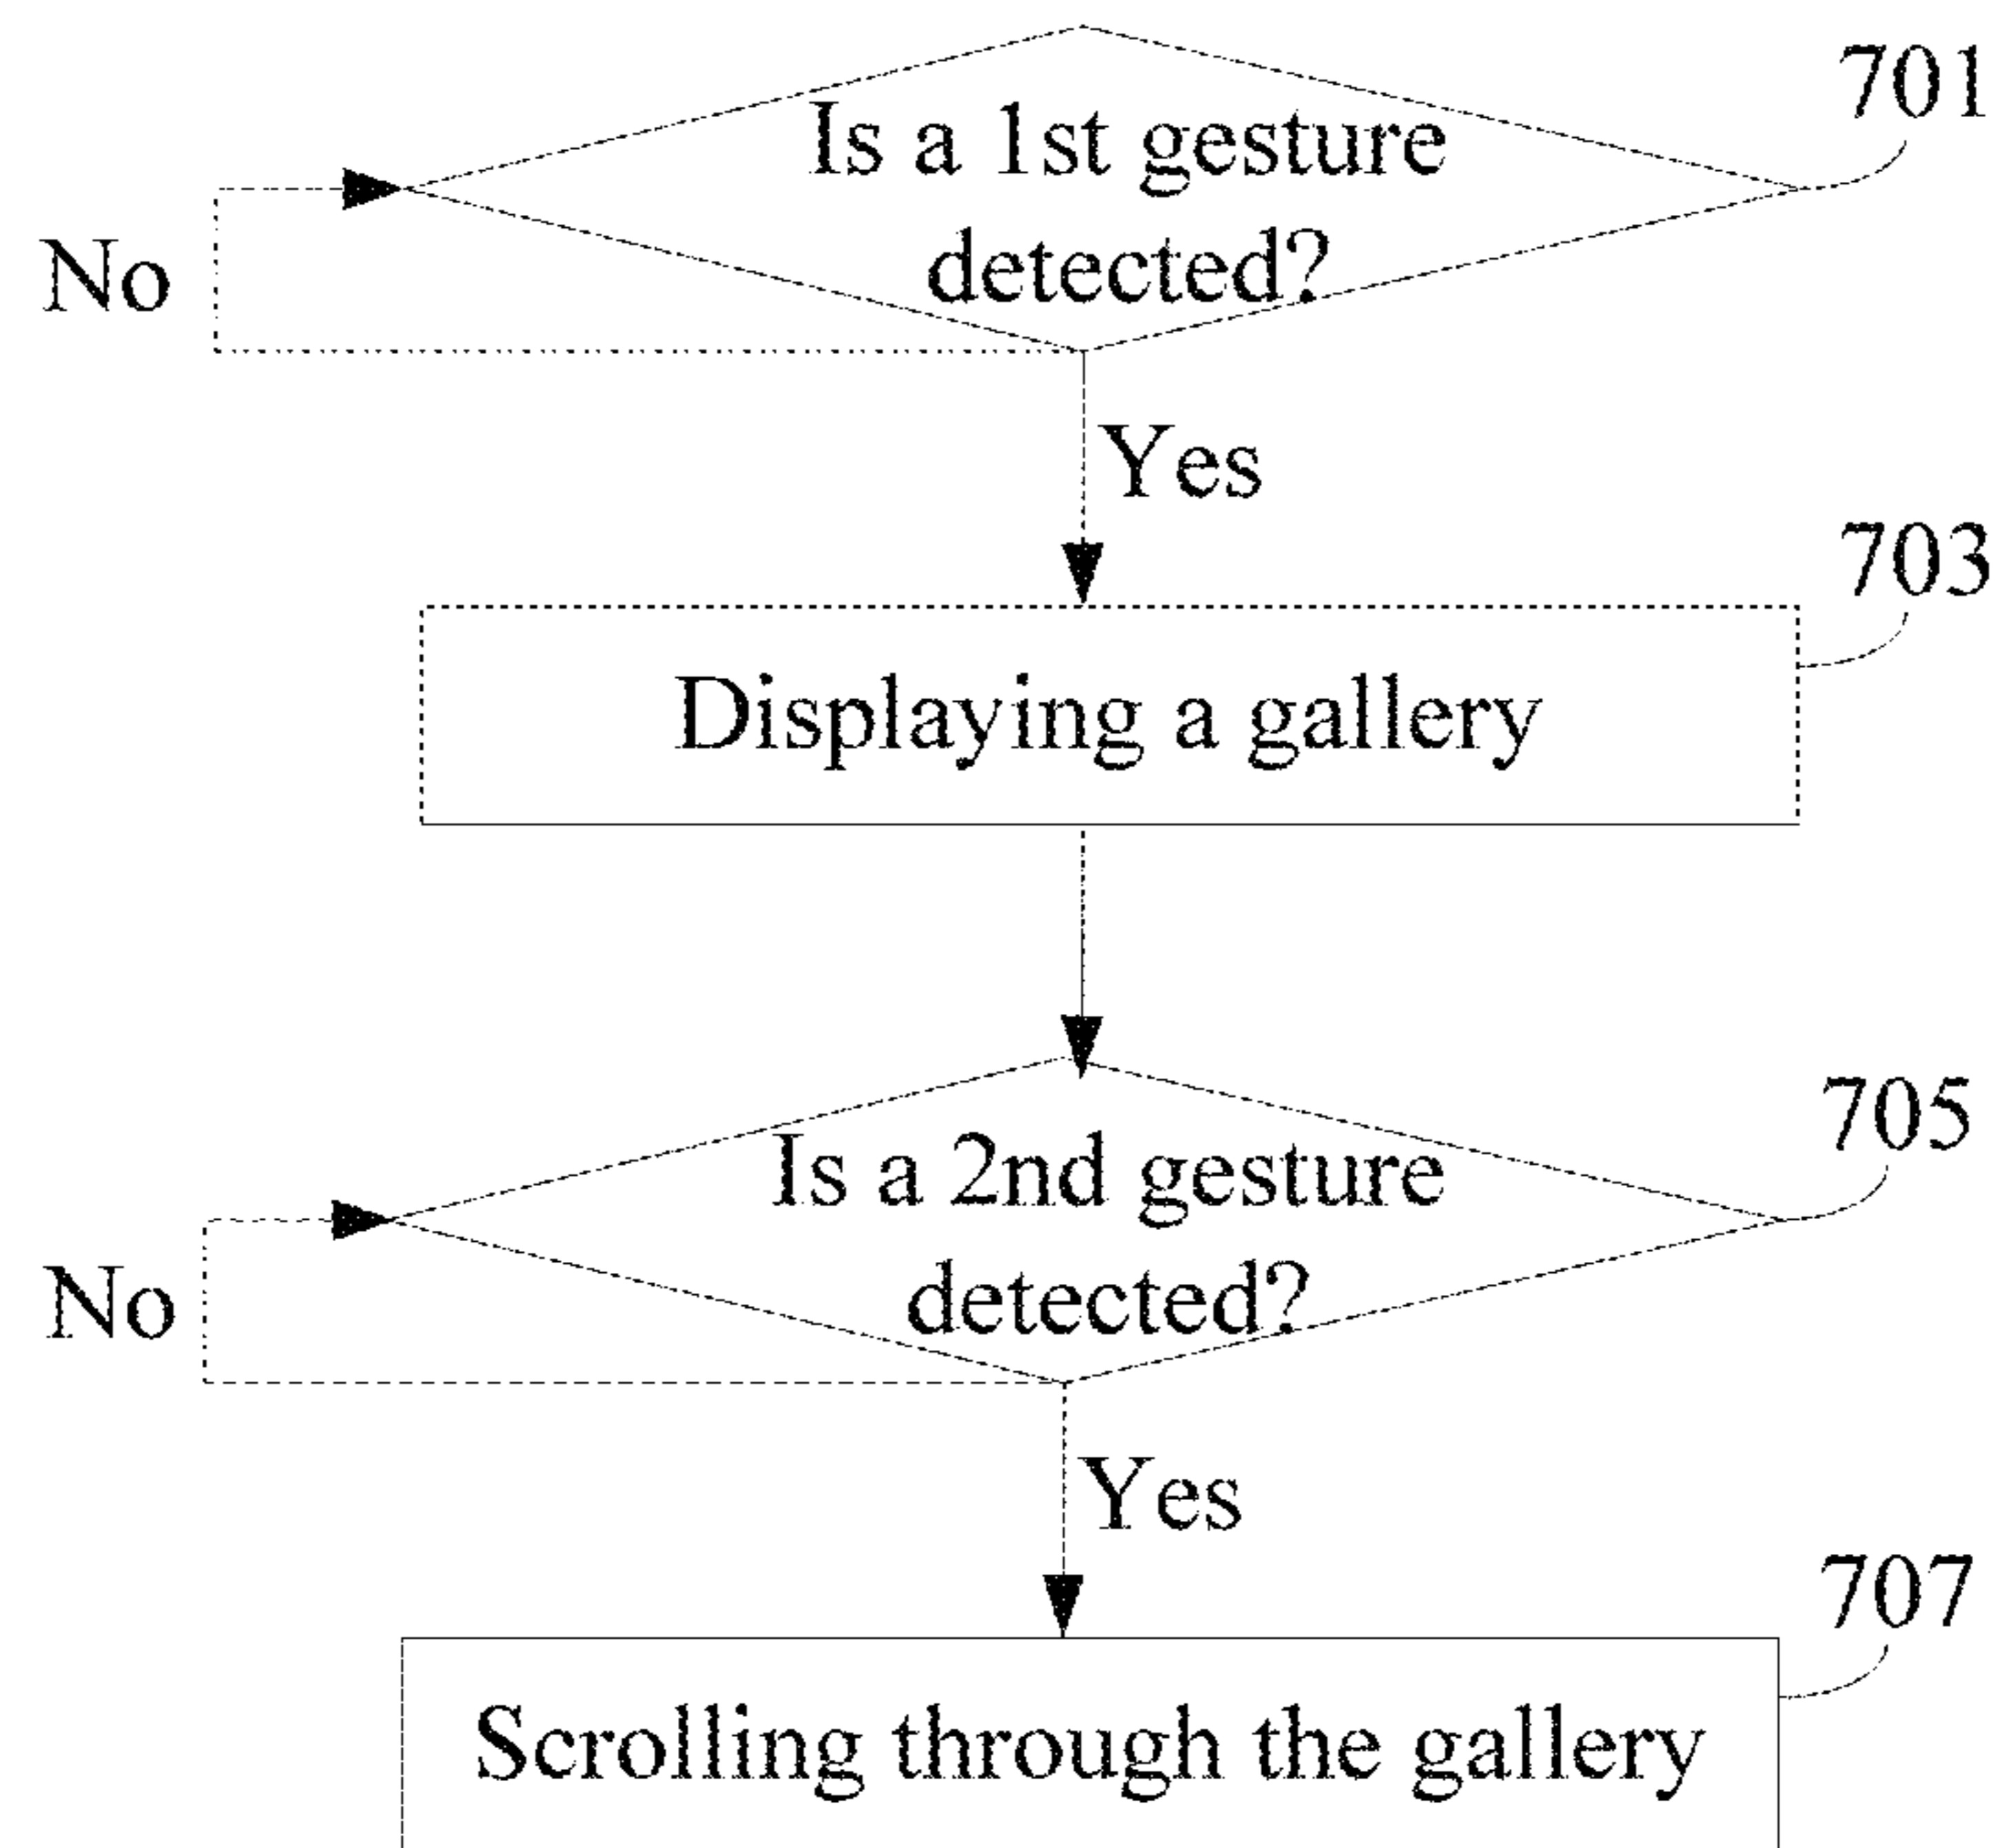 701
Is a 1st gesture
detected?
No
Yes
703
Displaying a gallery
705
Is a 2nd gesture
detected?
No
Yes
707
Scrolling through the gallery